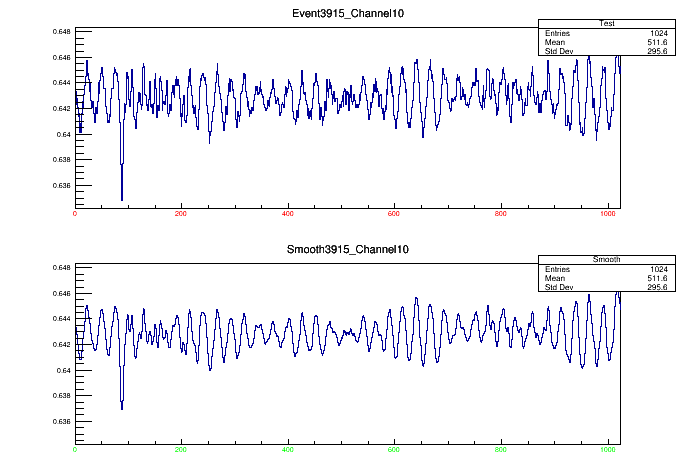 Event3915_Channel10
Test
Entries 1024
Mean 511.6
Std Dev 295.6
0.648
0.646
0.644
0.642
0.64
0.638
0.636
0 200 400 600 800 1000
Smooth3915_Channel10
Smooth
Entries 1024
Mean 511.6
Std Dev 295.6
0.648
0.646
0.644
0.642
0.64
0.638
0.636
0 200 400 600 800 1000